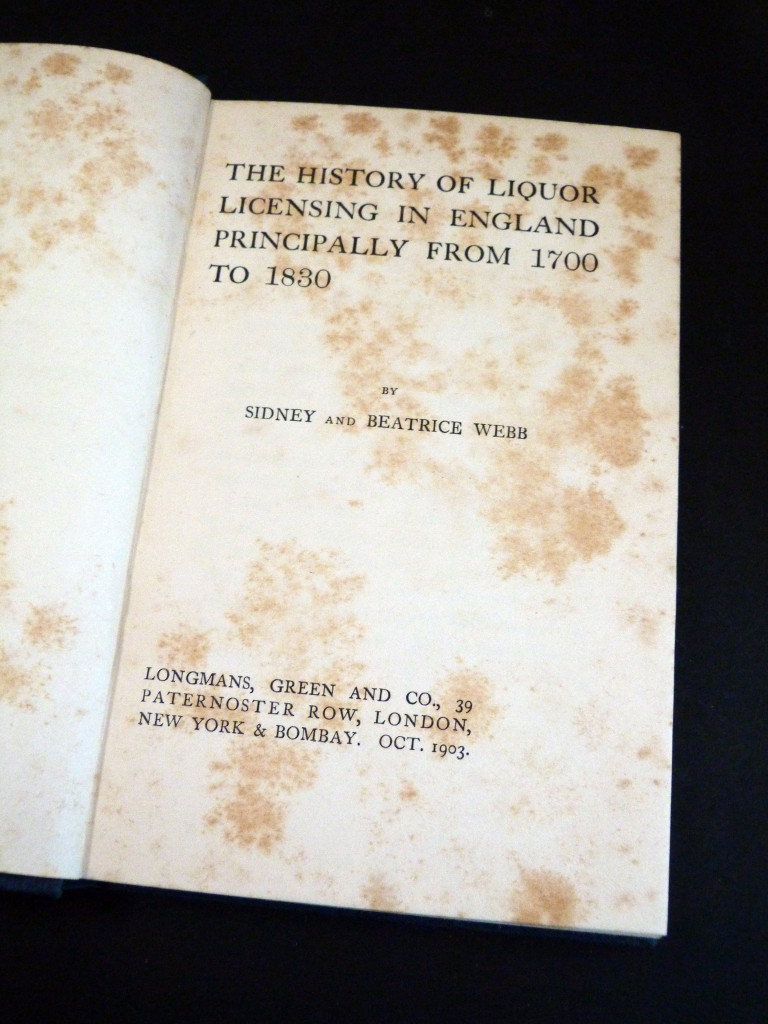 THE HISTORY OF LIQUOR
LICENSING IN ENGLAND
PRINCIPALLY FROM 1700
TO 1830
BY
SIDNEY AND BEATRICE WEBB
LONGMANS, GREEN AND CO., 39
PATERNOSTER ROW, LONDON,
NEW YORK & BOMBAY. OCT. 1903.